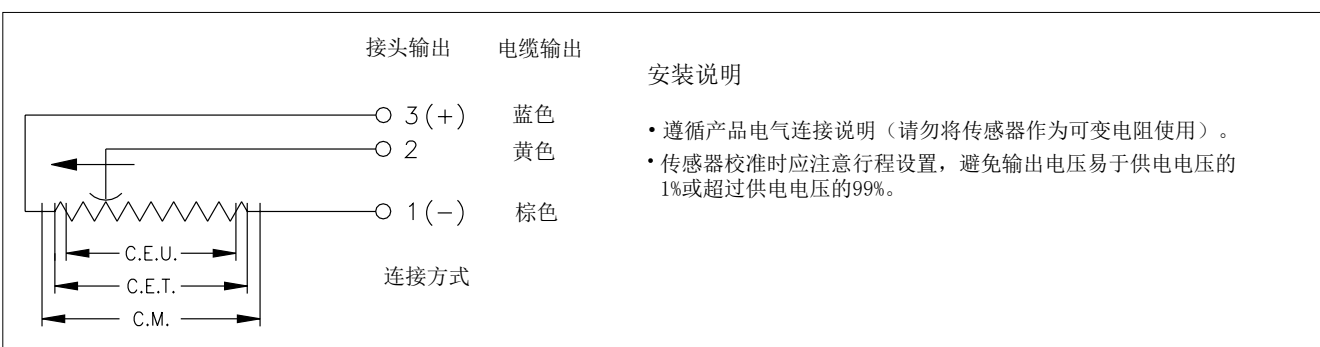 接头输出 电缆输出
3(+) 蓝色
2 黄色
1(-) 棕色
C.E.U.
C.E.T.
C.M.
连接方式
安装说明
•遵循产品电气连接说明（请勿将传感器作为可变电阻使用）。
•传感器校准时应注意行程设置，避免输出电压易于供电电压的
1%或超过供电电压的99%。